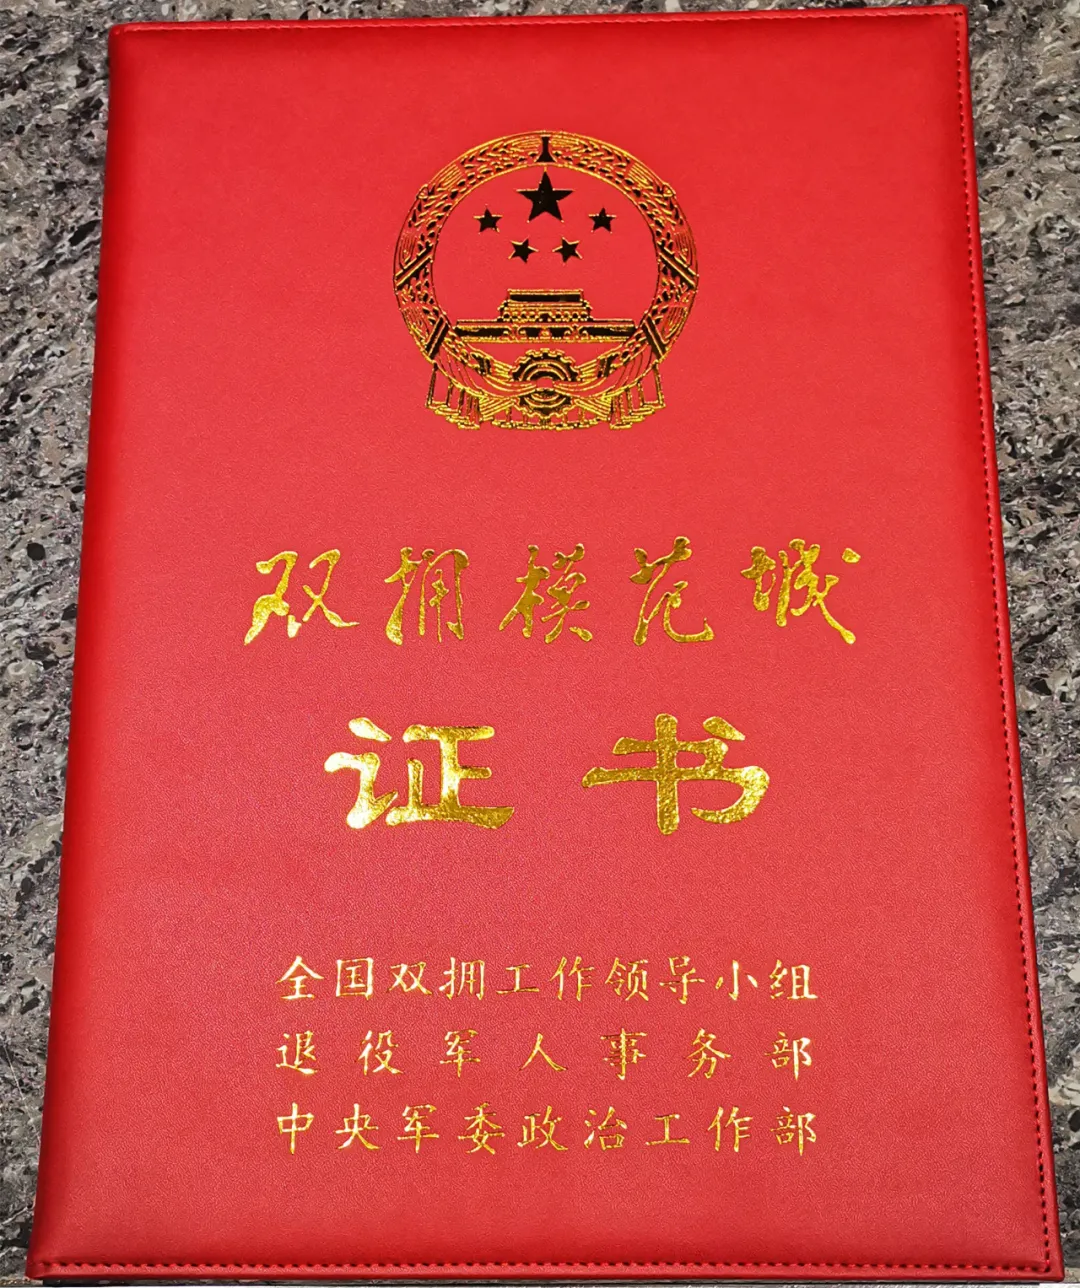 双拥模范城
证书
全国双拥工作领导小组
退役军人事务部
中央军委政治工作部